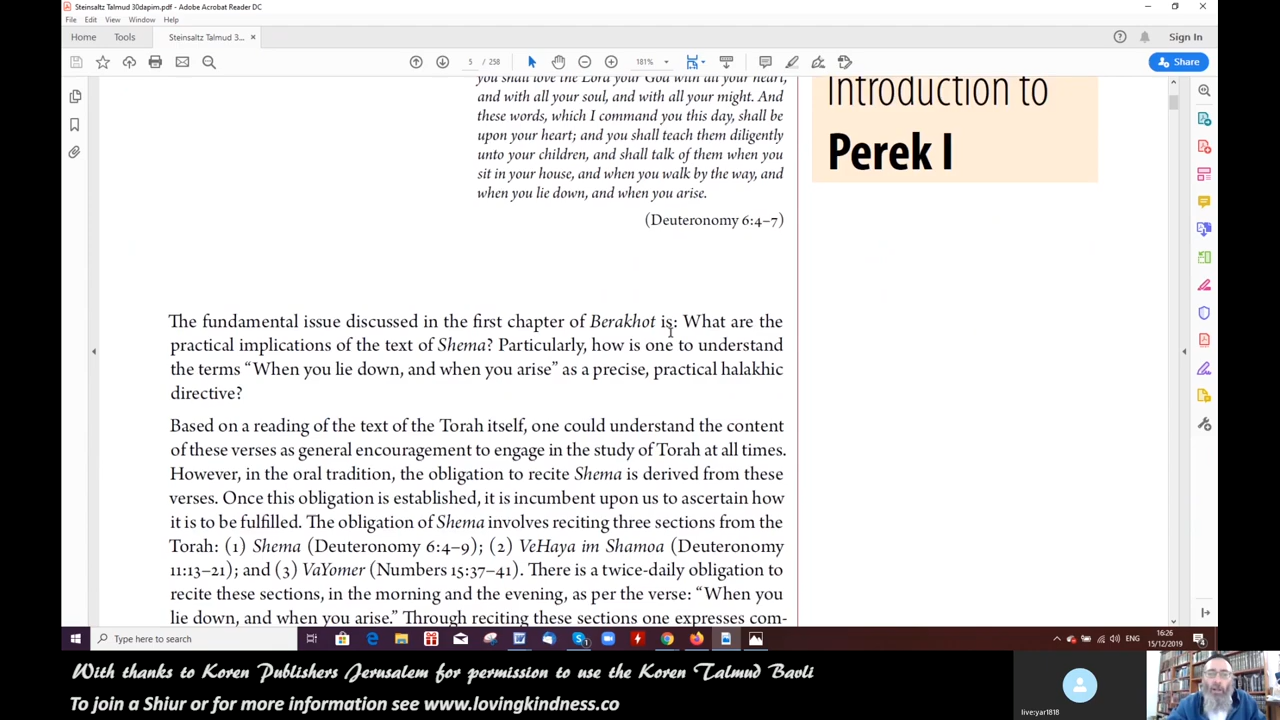 Steinsaltz Talmud 30dapim.pdf - Adobe Acrobat Reader DC
File Edit View Window Help
Home Tools Steinsaltz Talmud 3... × Sign In
5 / 258 181% Share
you shall love the Lord your God with all your heart,
and with all your soul, and with all your might. And
these words, which I command you this day, shall be
upon your heart; and you shall teach them diligently
unto your children, and shall talk of them when you
sit in your house, and when you walk by the way, and
when you lie down, and when you arise.
(Deuteronomy 6:4–7)
Introduction to
Perek I
The fundamental issue discussed in the first chapter of Berakhot is: What are the
practical implications of the text of Shema? Particularly, how is one to understand
the terms “When you lie down, and when you arise” as a precise, practical halakhic
directive?
Based on a reading of the text of the Torah itself, one could understand the content
of these verses as general encouragement to engage in the study of Torah at all times.
However, in the oral tradition, the obligation to recite Shema is derived from these
verses. Once this obligation is established, it is incumbent upon us to ascertain how
it is to be fulfilled. The obligation of Shema involves reciting three sections from the
Torah: (1) Shema (Deuteronomy 6:4–9); (2) VeHaya im Shamoa (Deuteronomy
11:13–21); and (3) VaYomer (Numbers 15:37–41). There is a twice-daily obligation to
recite these sections, in the morning and the evening, as per the verse: “When you
lie down, and when you arise.” Through reciting these sections one expresses com-
Type here to search
ENG
16:26
15/12/2019
With thanks to Koren Publishers Jerusalem for permission to use the Koren Talmud Bavli
To join a Shiur or for more information see www.lovingkindness.co
live:yar1818